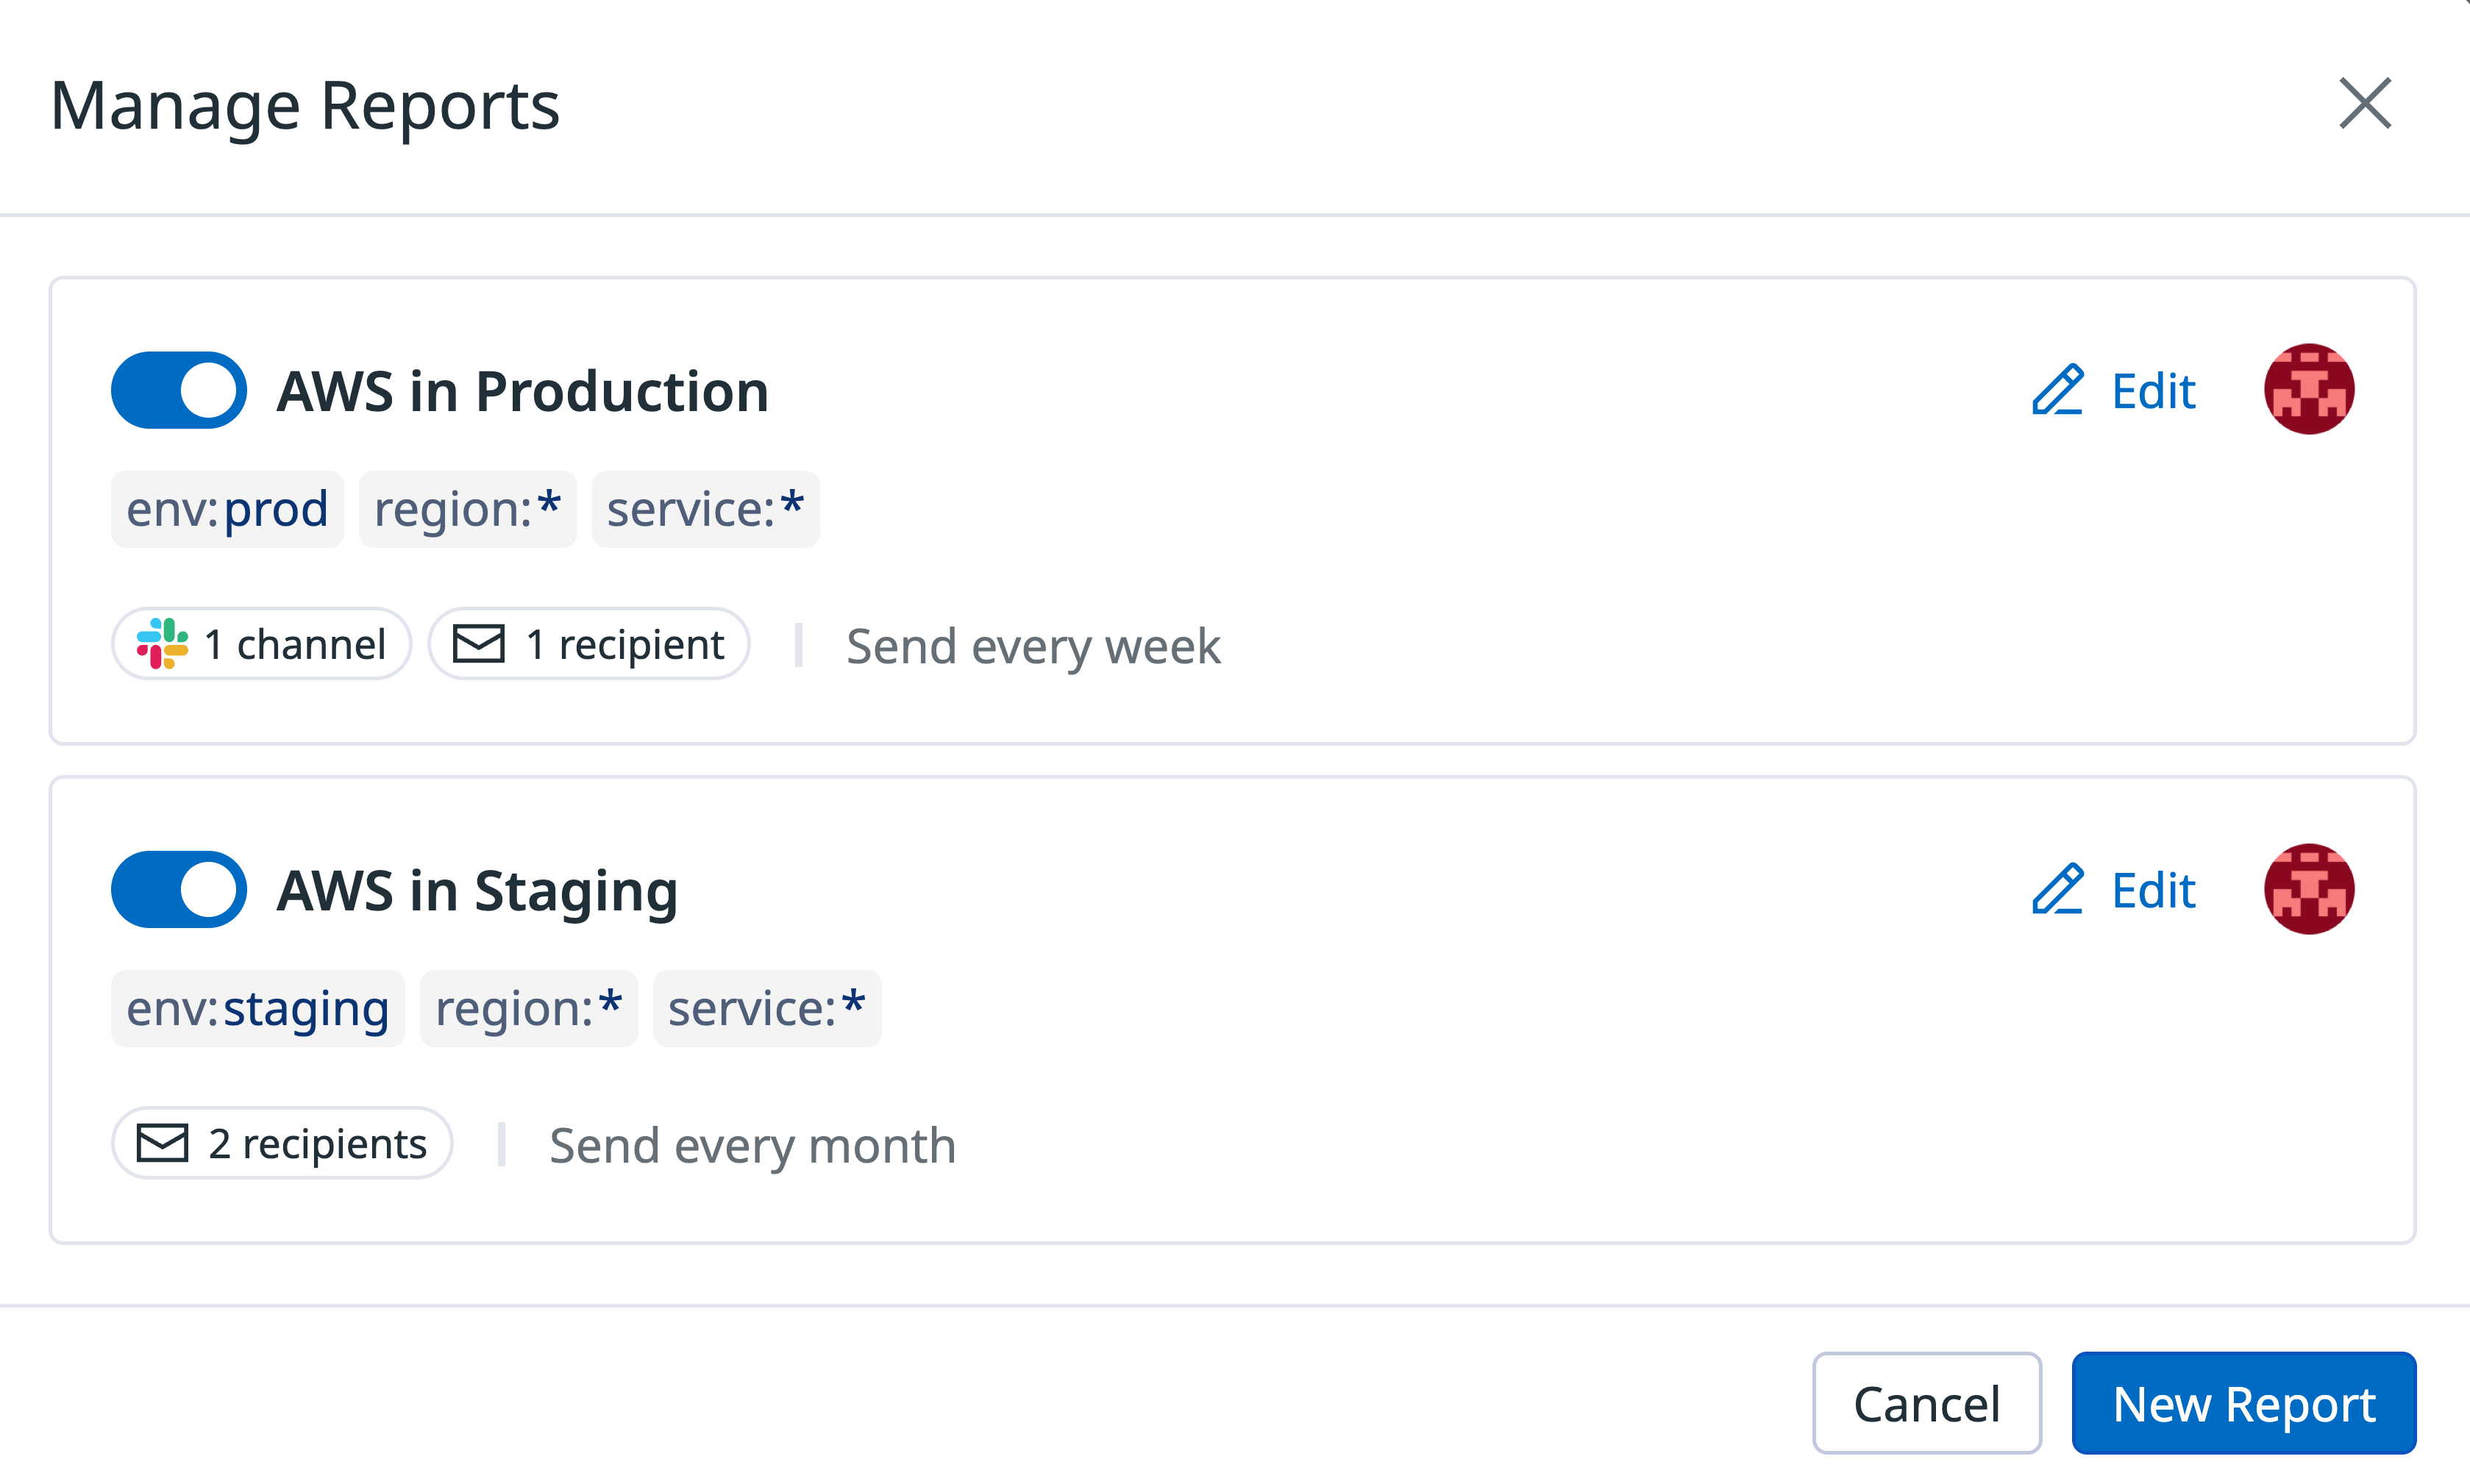 Manage Reports
AWS in Production
Edit
env:prod region:* service:*
1 channel 1 recipient | Send every week
AWS in Staging
Edit
env:staging region:* service:*
2 recipients | Send every month
Cancel New Report